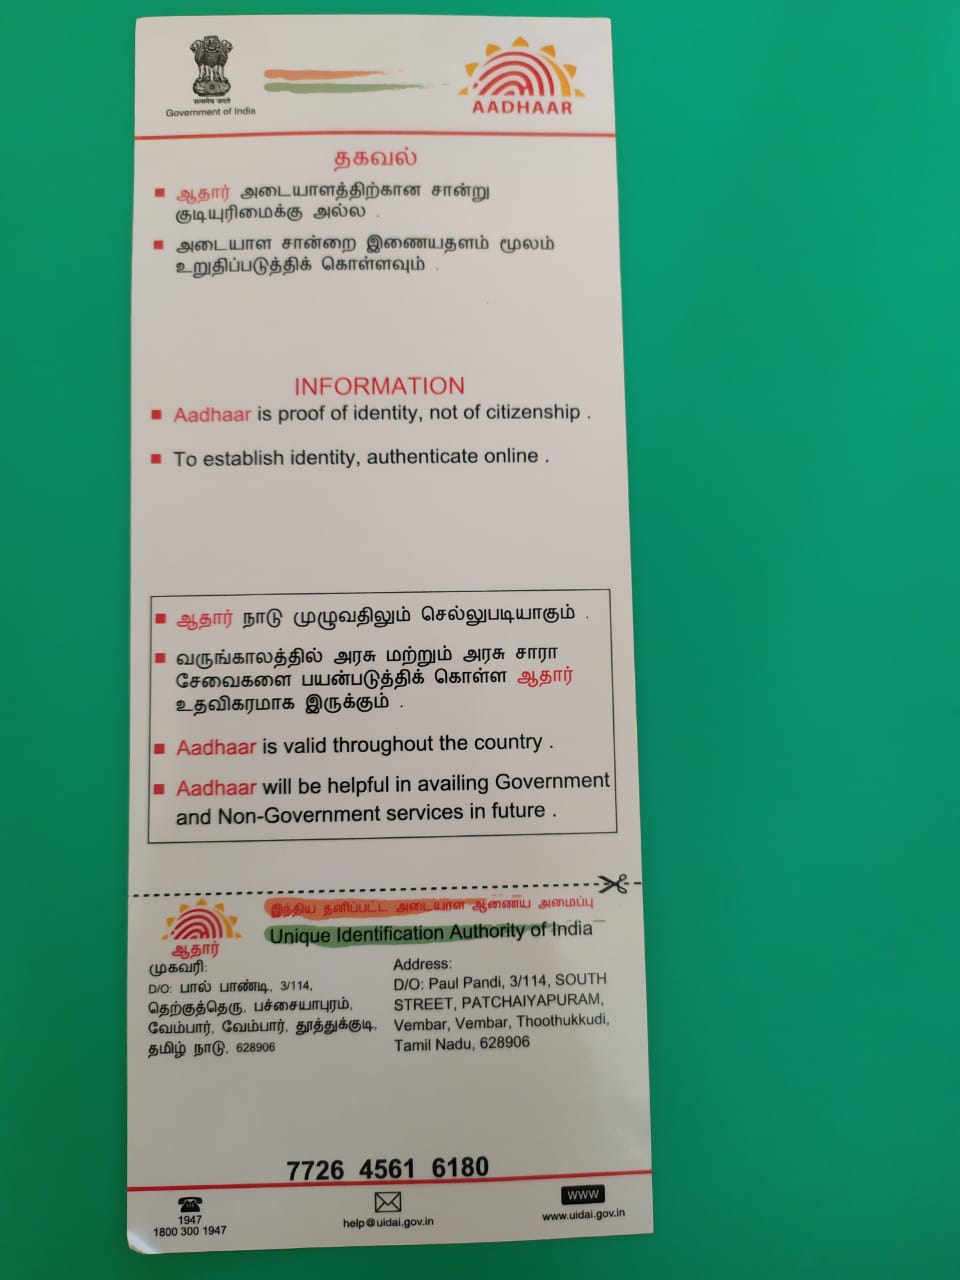 सत्यमेव जयते
Government of India
AADHAAR
தகவல்
ஆதார் அடையாளத்திற்கான சான்று
குடியுரிமைக்கு அல்ல .
அடையாள சான்றை இணையதளம் மூலம்
உறுதிப்படுத்திக் கொள்ளவும் .
INFORMATION
Aadhaar is proof of identity, not of citizenship .
To establish identity, authenticate online .
ஆதார் நாடு முழுவதிலும் செல்லுபடியாகும் .
வருங்காலத்தில் அரசு மற்றும் அரசு சாரா
சேவைகளை பயன்படுத்திக் கொள்ள ஆதார்
உதவிகரமாக இருக்கும் .
Aadhaar is valid throughout the country .
Aadhaar will be helpful in availing Government
and Non-Government services in future .
இந்திய தனிப்பட்ட அடையாள ஆணைய அமைப்பு
Unique Identification Authority of India
ஆதார்
முகவரி:
D/O: பால் பாண்டி, 3/114,
தெற்குத்தெரு, பச்சையாபுரம்,
வேம்பார், வேம்பார், தூத்துக்குடி,
தமிழ் நாடு, 628906
Address:
D/O: Paul Pandi, 3/114, SOUTH
STREET, PATCHAIYAPURAM,
Vembar, Vembar, Thoothukkudi,
Tamil Nadu, 628906
7726 4561 6180
1947
1800 300 1947
help@uidai.gov.in
www
www.uidai.gov.in